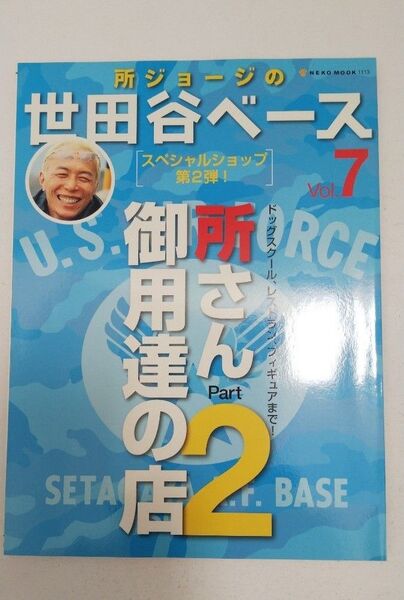 NEKO MOOK 1113
所ジョージの
世田谷ベース
スペシャルショップ
第2弾！
Vol.7
U.S. FORCE
所さん
御用達の店
Part
2
ドッグスクール、レストラン、フィギュアまで！
SETAGAYA A.F. BASE